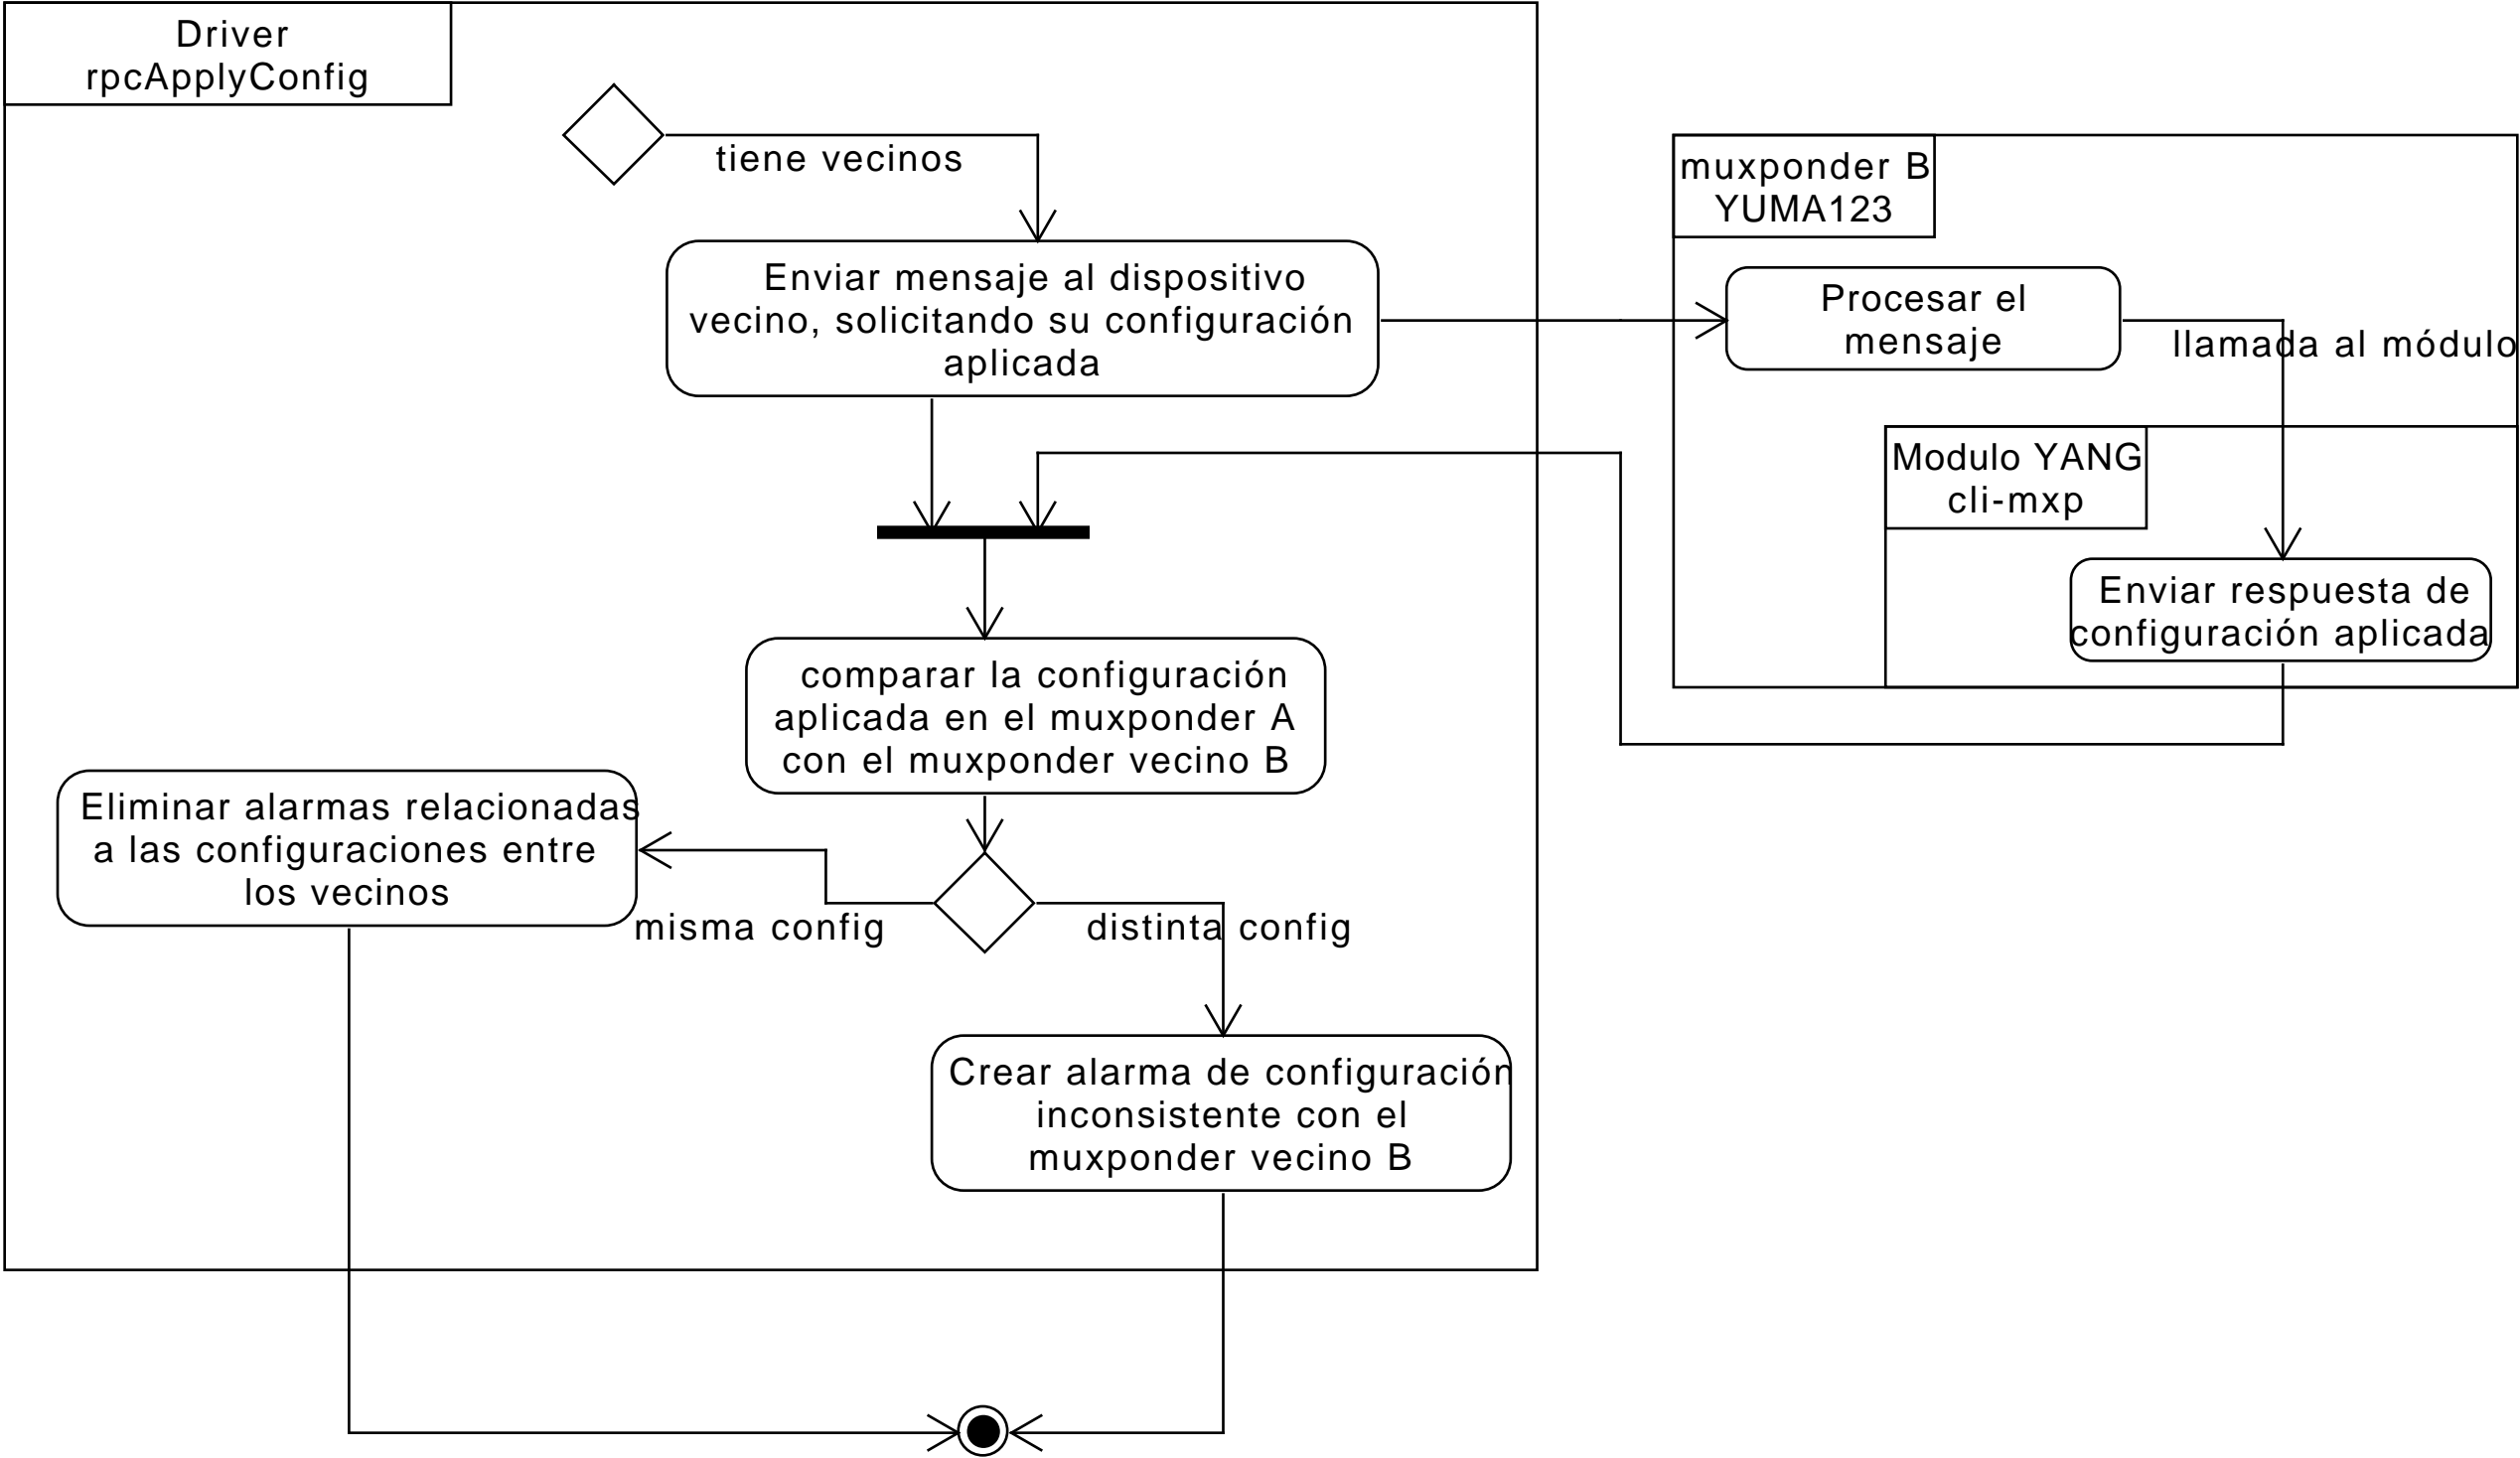 Driver
rpcApplyConfig
tiene vecinos
muxponder B
YUMA123
Enviar mensaje al dispositivo
vecino, solicitando su configuración
aplicada
Procesar el
mensaje
llamada al módulo
Modulo YANG
cli-mxp
Enviar respuesta de
configuración aplicada
comparar la configuración
aplicada en el muxponder A
con el muxponder vecino B
Eliminar alarmas relacionadas
a las configuraciones entre
los vecinos
misma config
distinta config
Crear alarma de configuración
inconsistente con el
muxponder vecino B